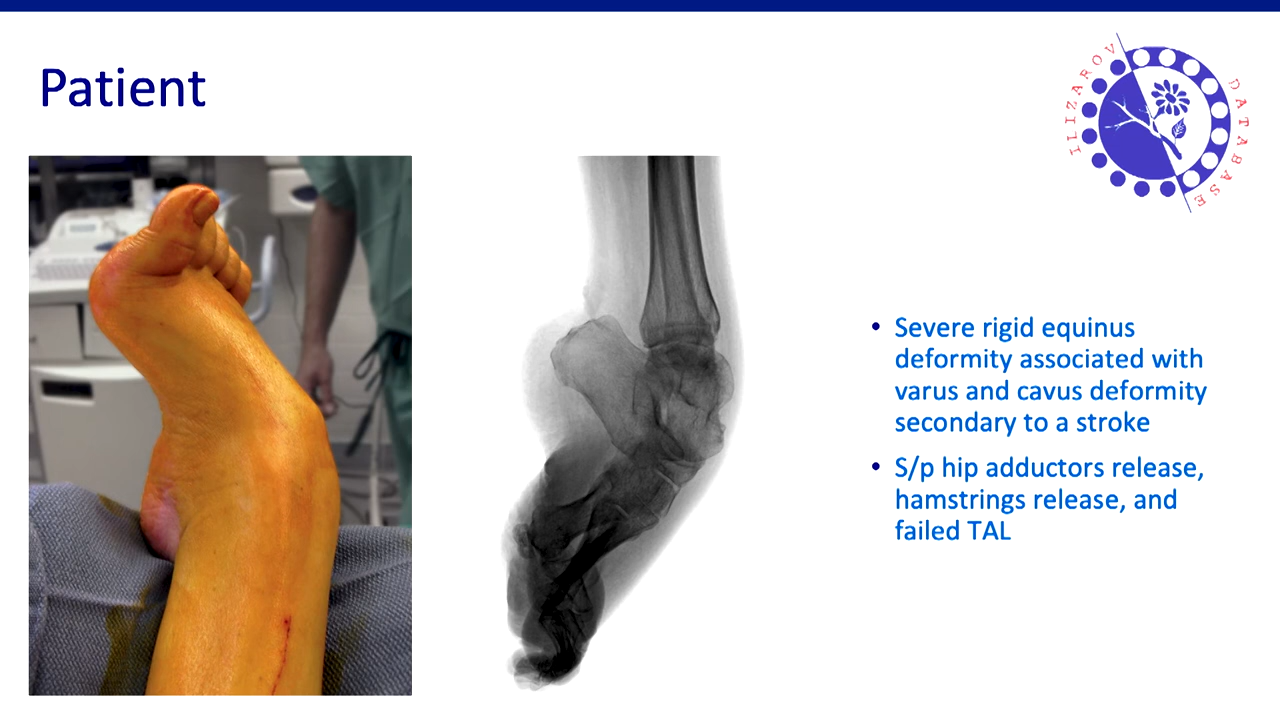 Patient
ILIZAROV
DATABASE
• Severe rigid equinus
deformity associated with
varus and cavus deformity
secondary to a stroke
• S/p hip adductors release,
hamstrings release, and
failed TAL